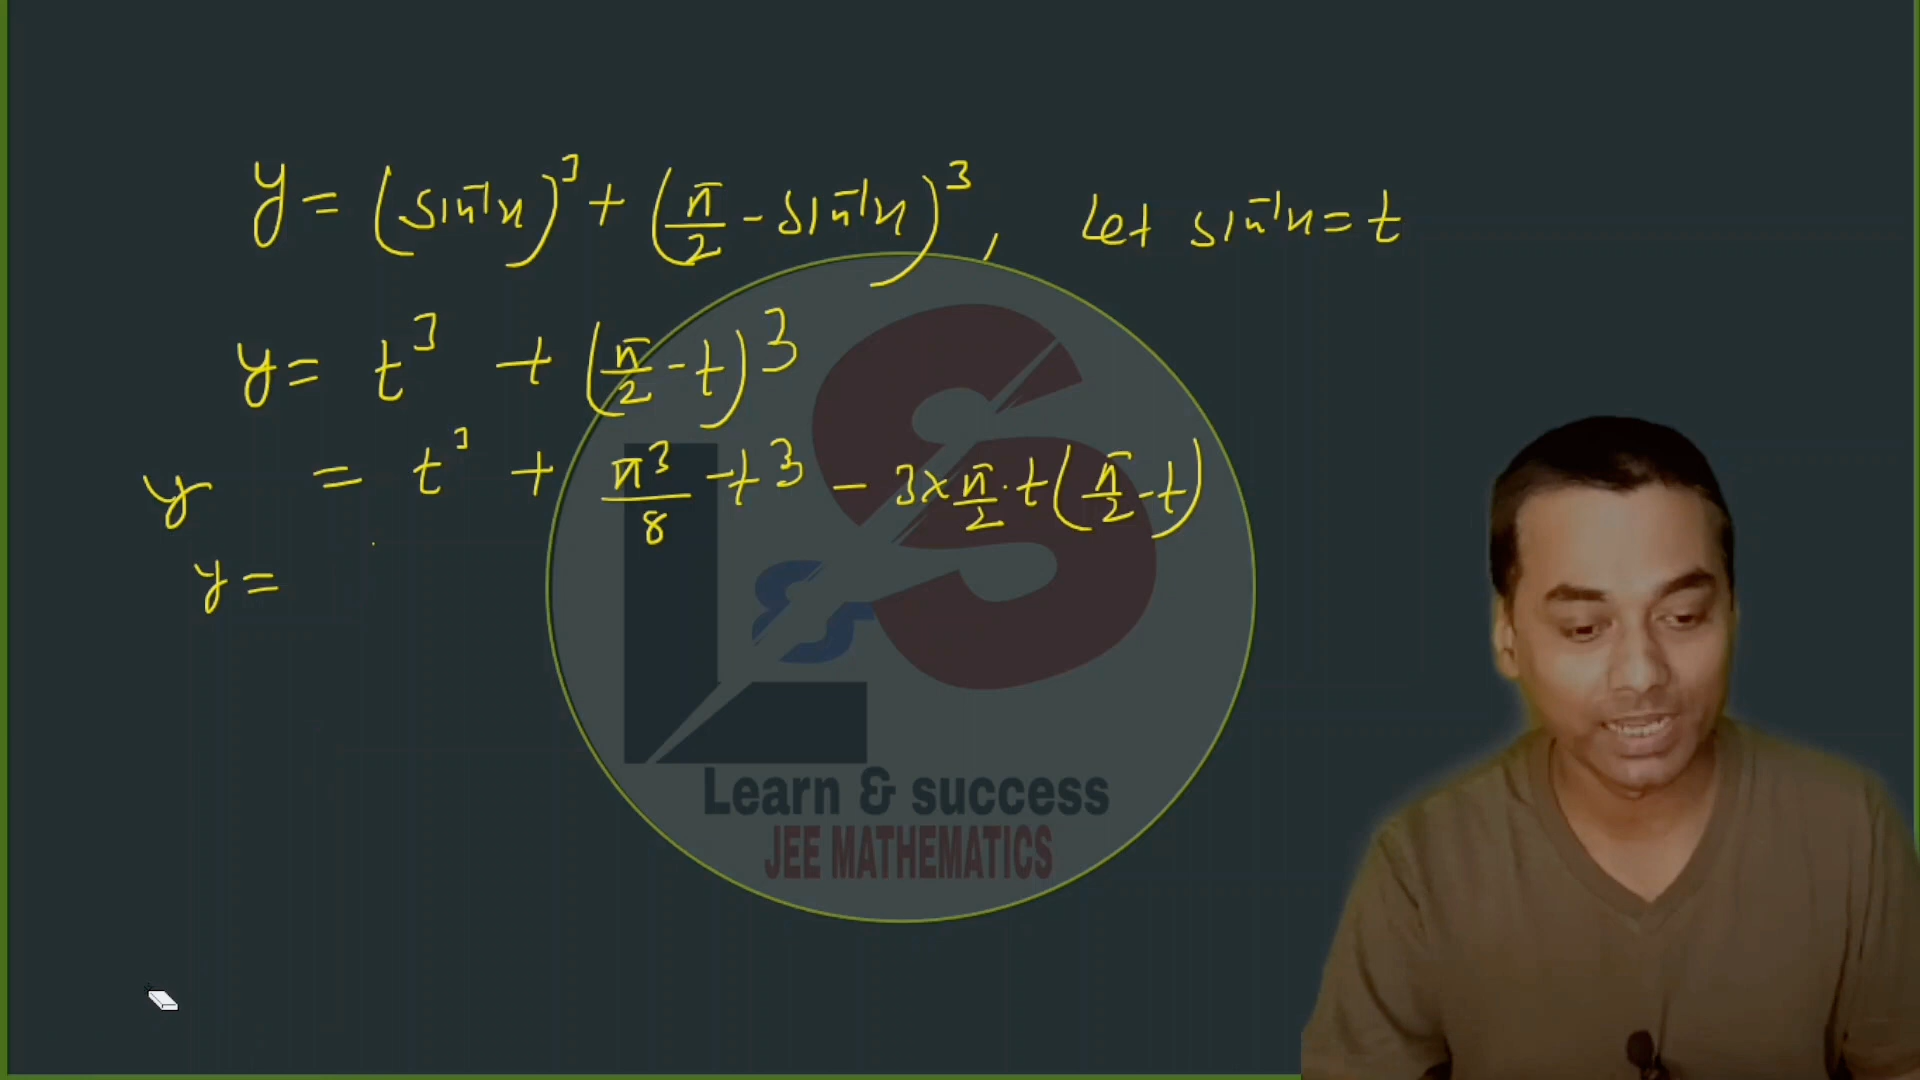 y = (sin⁻¹x)³ + (π/2 - sin⁻¹x)³, Let sin⁻¹x = t
y = t³ + (π/2 - t)³
y = t³ + π³/8 - t³ - 3×π/2·t(π/2 - t)
y =
LS
&
Learn & success
JEE MATHEMATICS